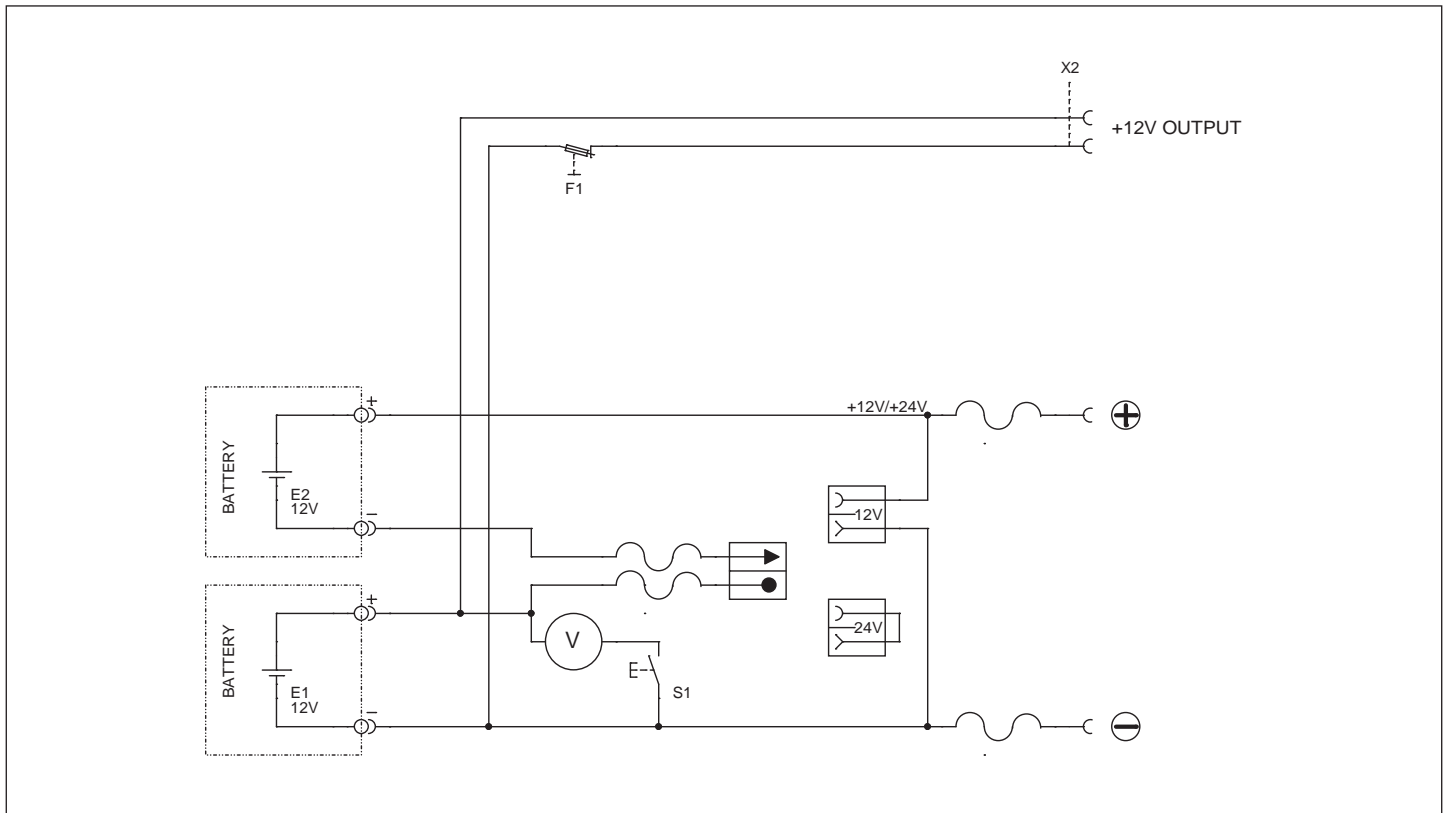 X2
+12V OUTPUT
F1
+
+12V/+24V
BATTERY
E2
12V
−
12V
+
24V
V
BATTERY
E1
12V
S1
−